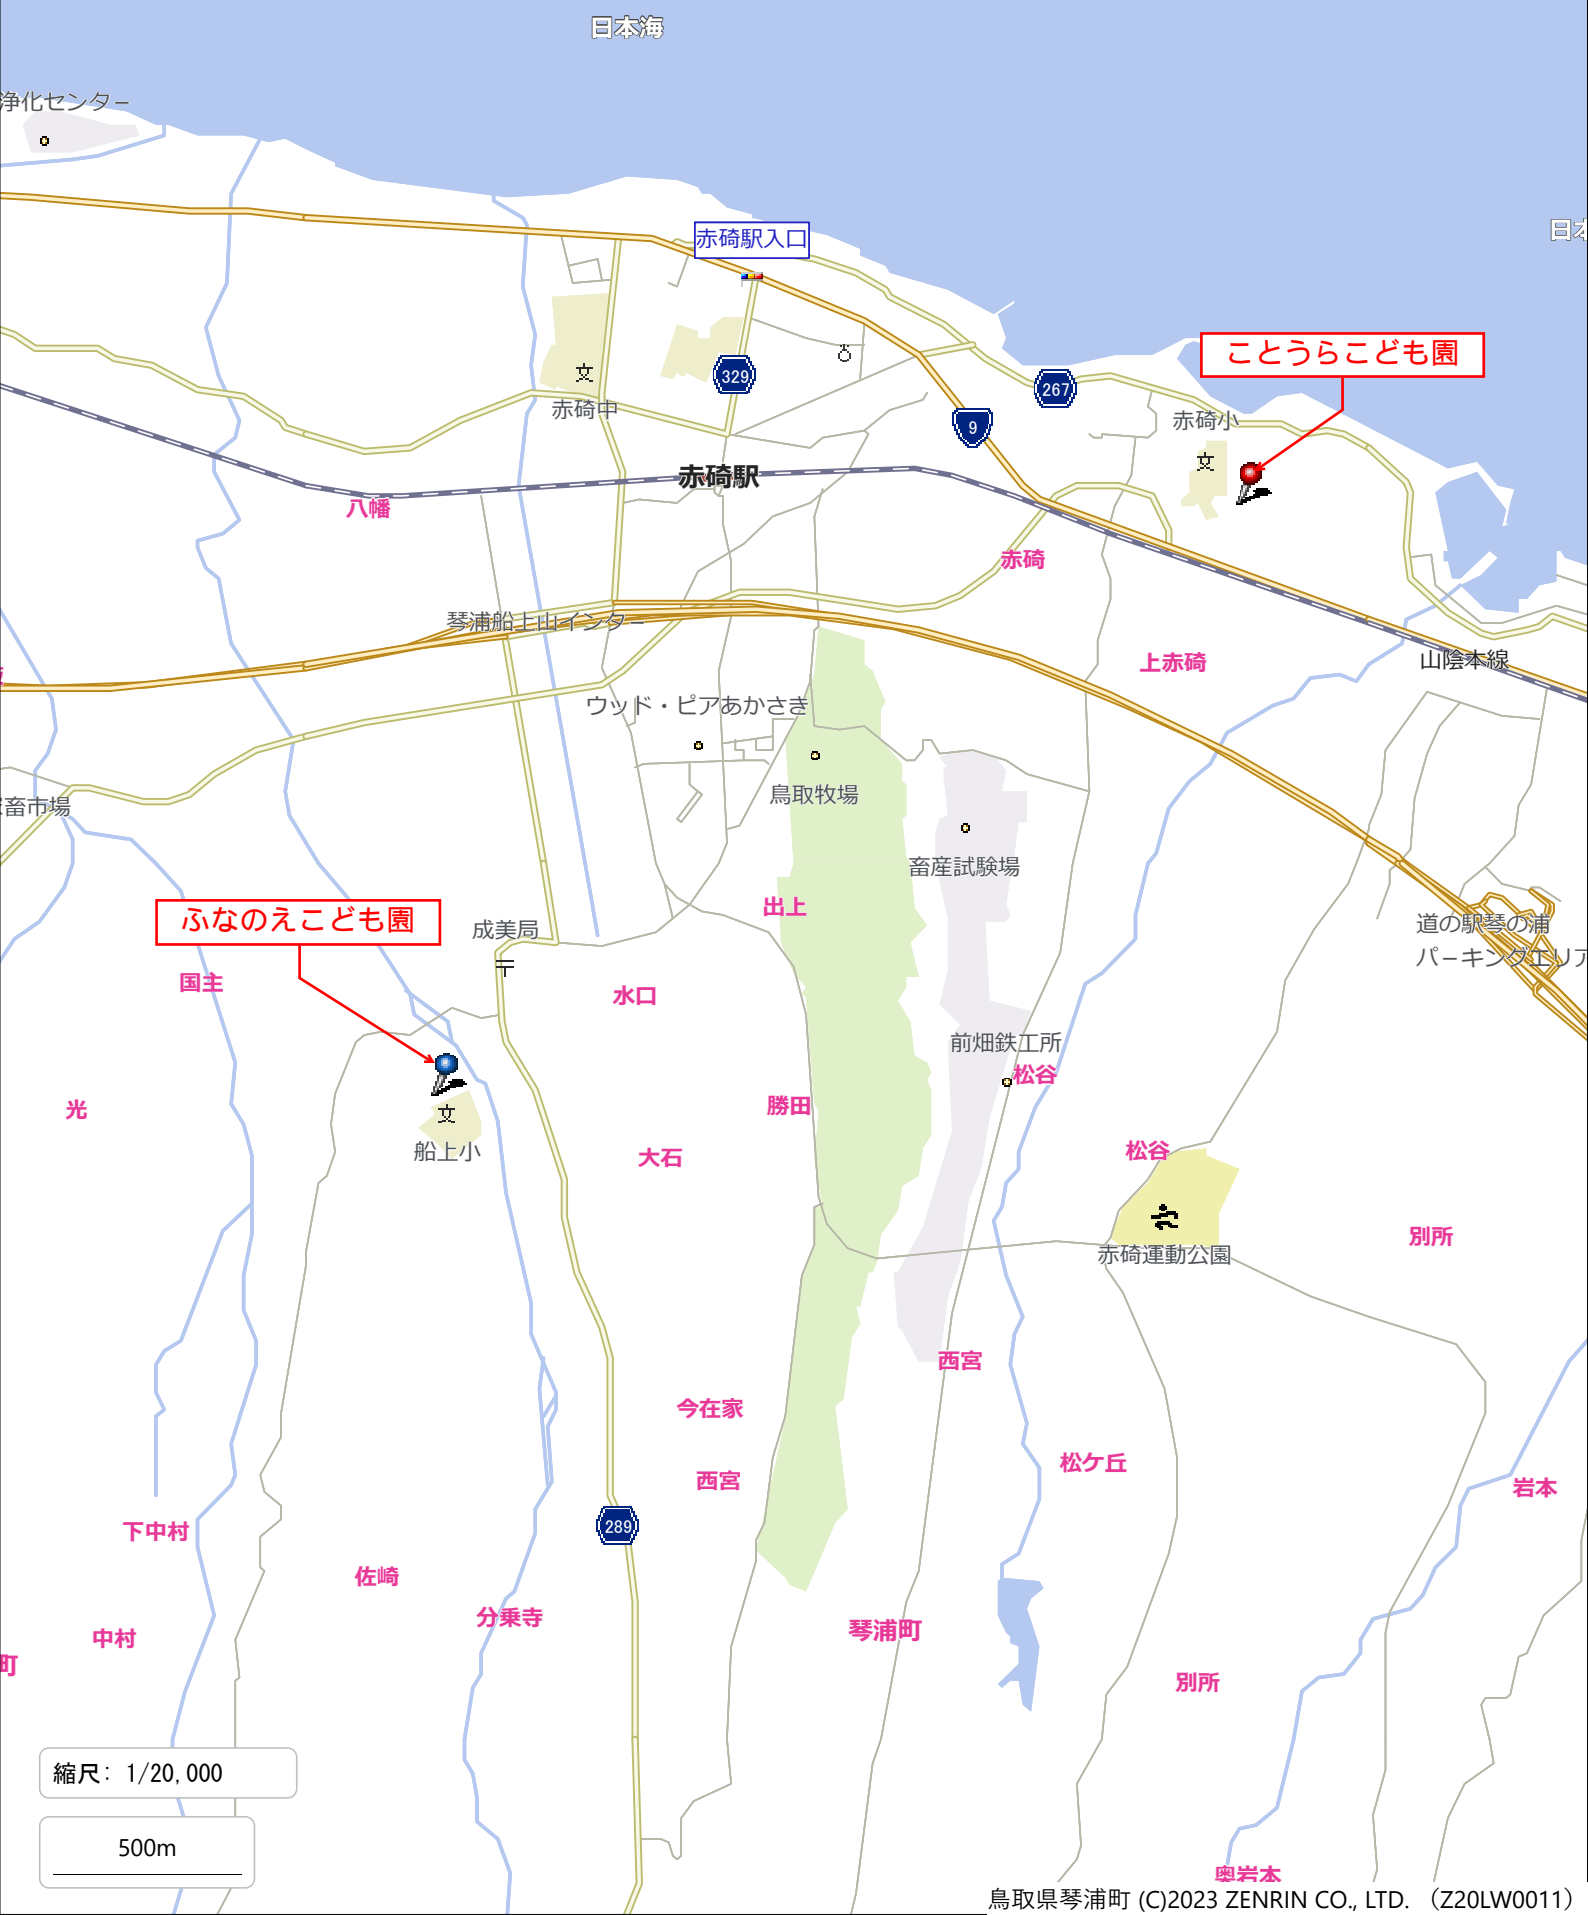 日本海
浄化センター
赤碕駅入口
ことうらこども園
329
267
9
赤碕中
赤碕小
赤碕駅
八幡
赤碕
琴浦船上山インター
上赤碕
山陰本線
ウッド・ピアあかさき
鳥取牧場
畜市場
畜産試験場
出上
ふなのえこども園
成美局
道の駅琴の浦
パーキングエリア
国主
水口
前畑鉄工所
松谷
光
勝田
船上小
大石
松谷
別所
赤碕運動公園
西宮
今在家
西宮
松ケ丘
岩本
289
下中村
佐崎
分乗寺
中村
琴浦町
町
別所
縮尺: 1/20,000
500m
奥岩本
鳥取県琴浦町 (C)2023 ZENRIN CO., LTD. (Z20LW0011)